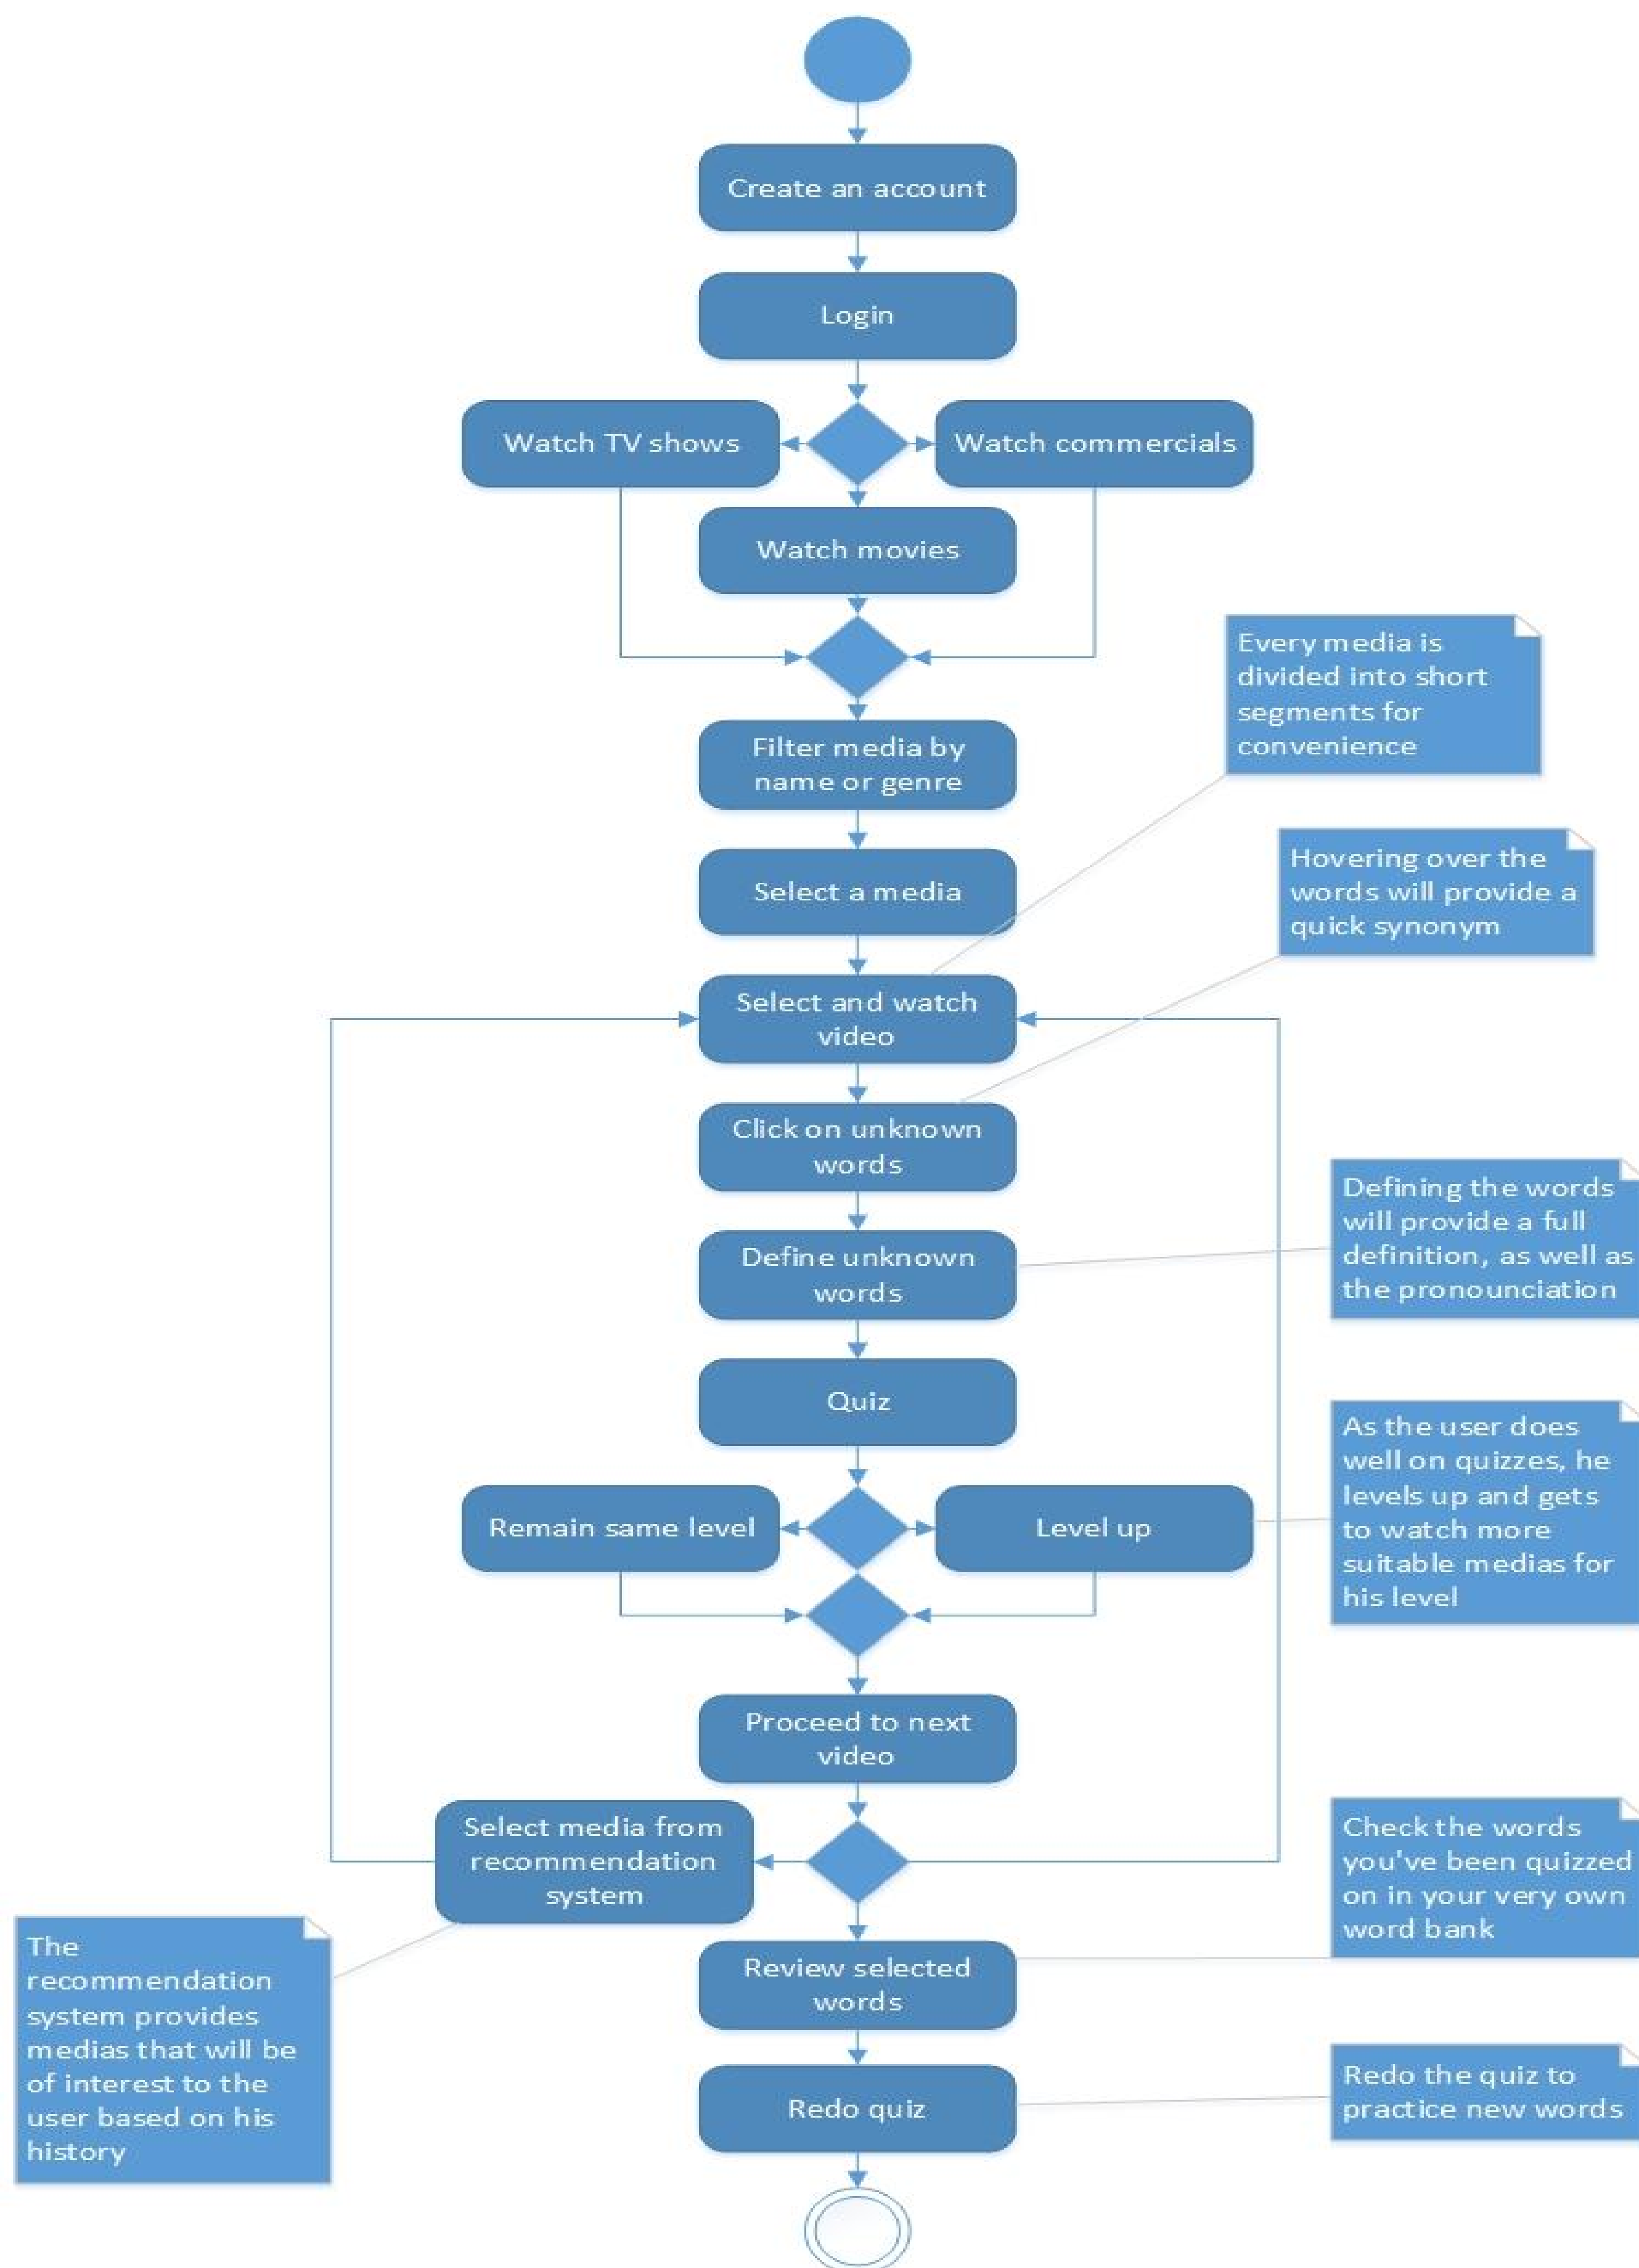 Create an account
Login
Watch TV shows
Watch commercials
Watch movies
Every media is
divided into short
segments for
convenience
Filter media by
name or genre
Hovering over the
words will provide a
quick synonym
Select a media
Select and watch
video
Click on unknown
words
Defining the words
will provide a full
definition, as well as
the pronounciation
Define unknown
words
Quiz
As the user does
well on quizzes, he
levels up and gets
to watch more
suitable medias for
his level
Remain same level
Level up
Proceed to next
video
Select media from
recommendation
system
Check the words
you've been quizzed
on in your very own
word bank
The
recommendation
system provides
medias that will be
of interest to the
user based on his
history
Review selected
words
Redo quiz
Redo the quiz to
practice new words